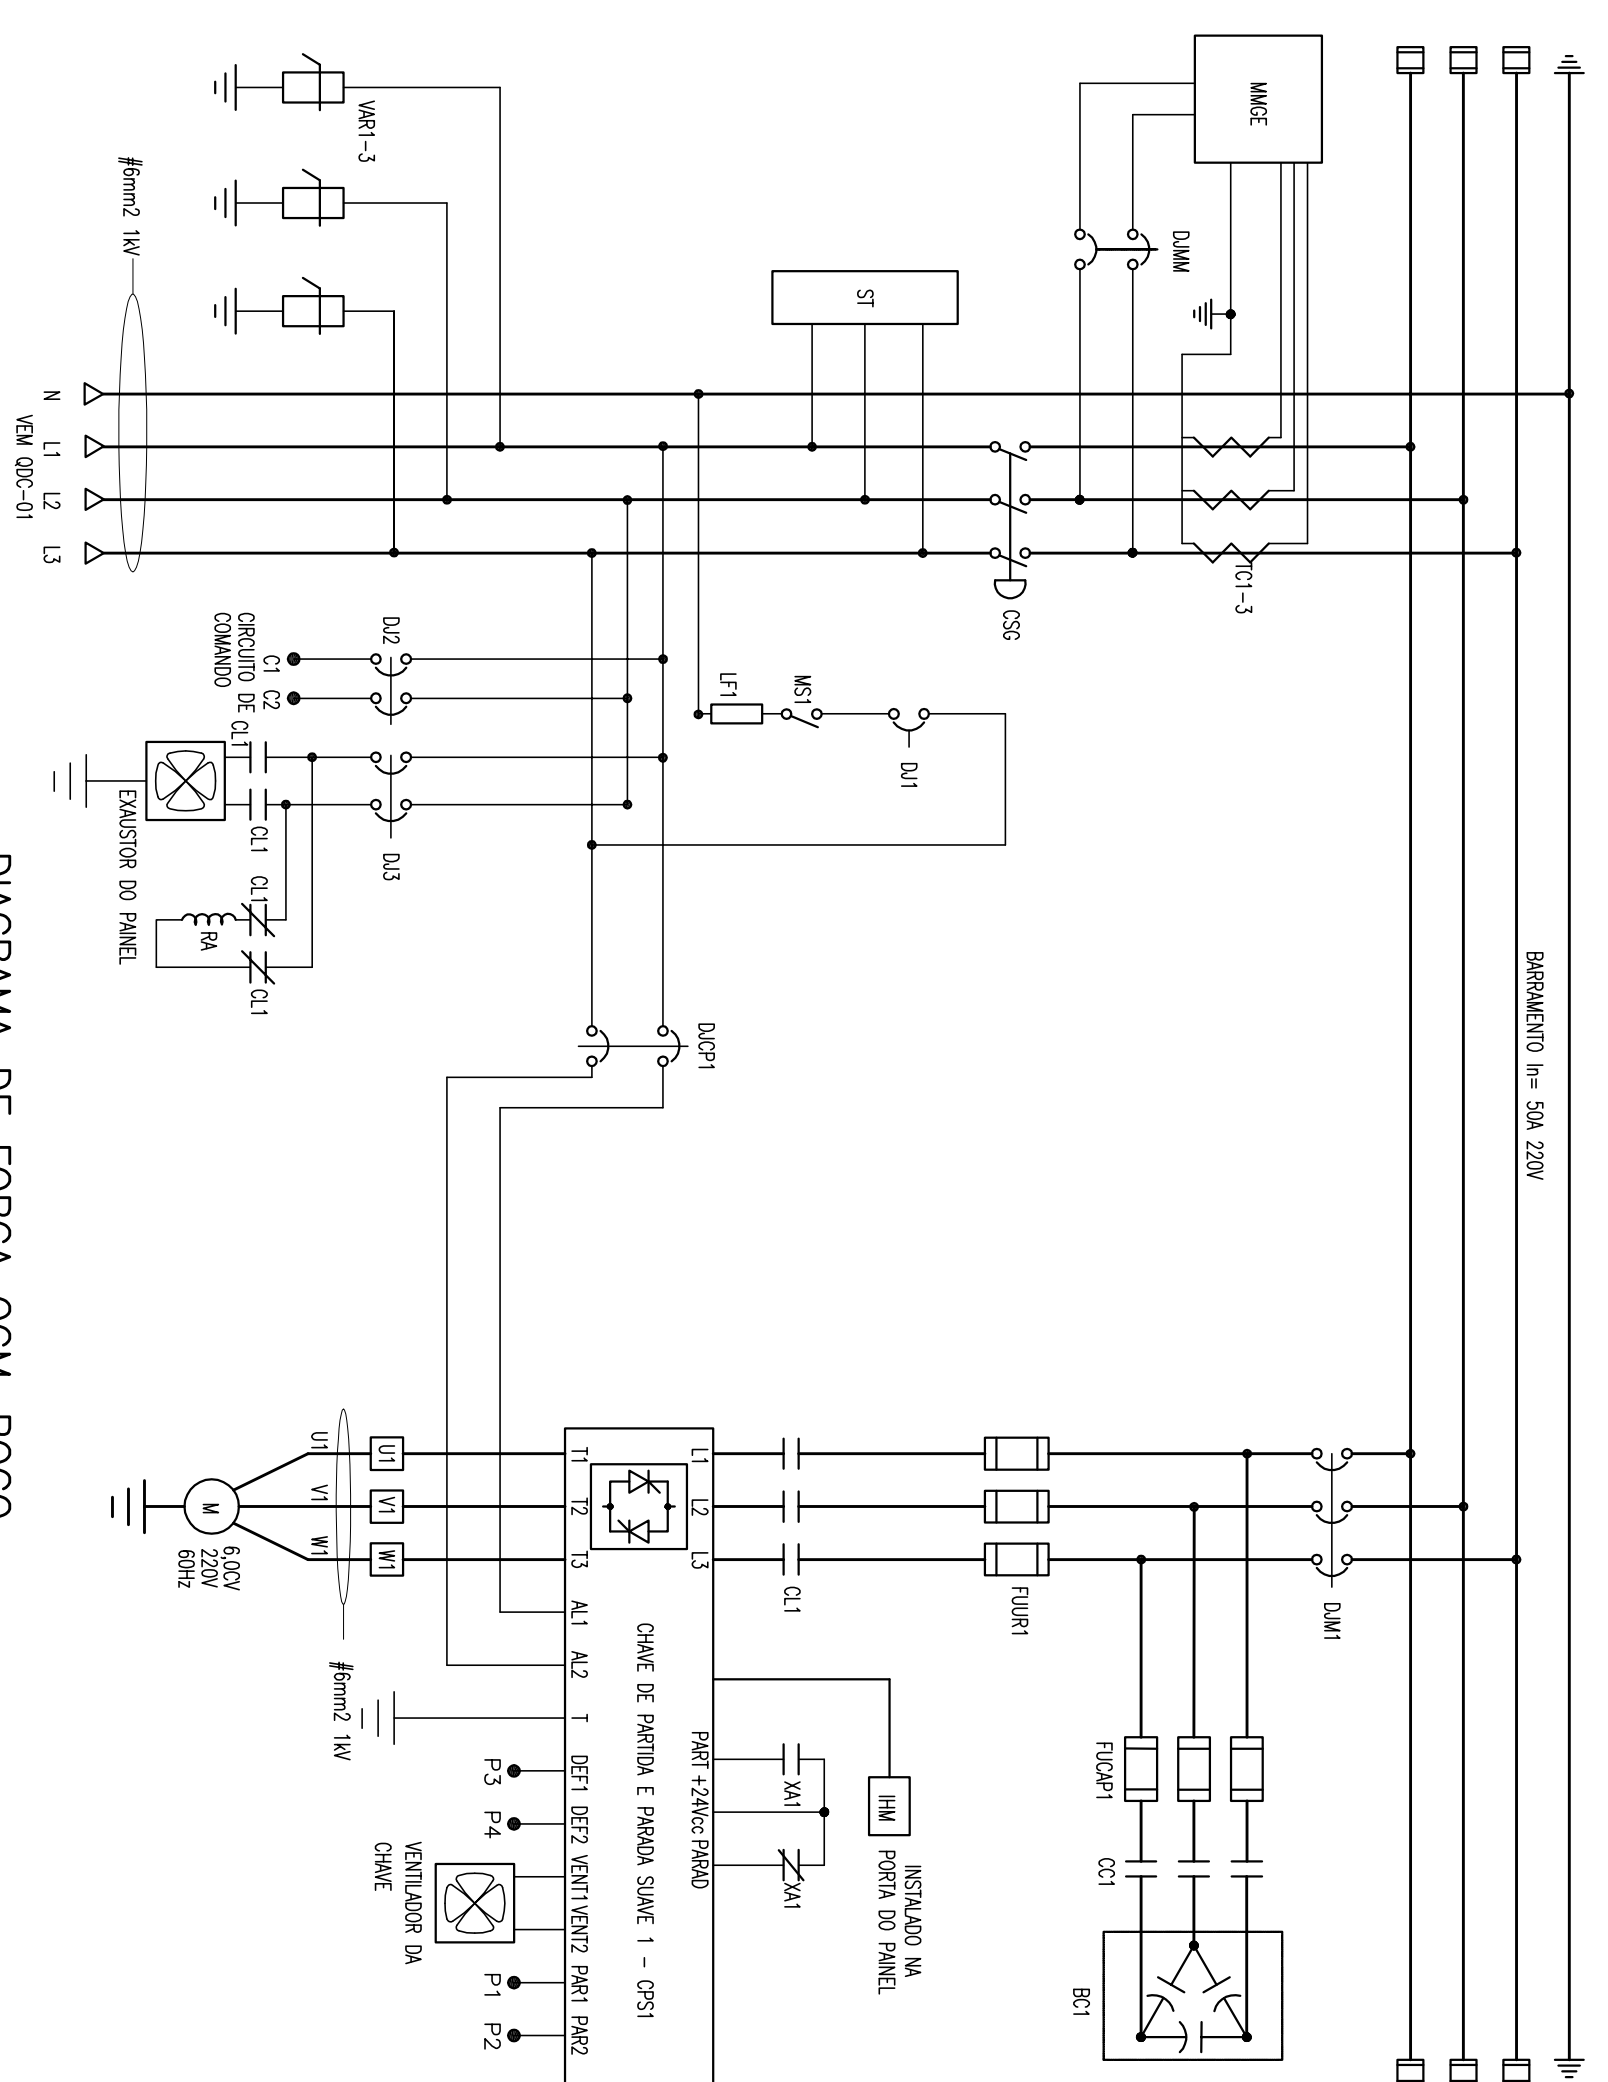 BARRAMENTO In= 50A 220V
MMGE
DJMM
TC1-3
ST
CSG
VAR1-3
#6mm2 1kV
N
L1
L2
L3
VEM QDC-01
LF1
MS1
DJ1
DJ2
C1
C2
CIRCUITO DE
COMANDO
CL1
CL1
DJ3
EXAUSTOR DO PAINEL
CL1
RA
CL1
DJCP1
DJM1
FUUR1
CL1
FUCAP1
CC1
BC1
L1
L2
L3
T1
T2
T3
AL1
AL2
T
DEF1
DEF2
VENT1
VENT2
PAR1
PAR2
CHAVE DE PARTIDA E PARADA SUAVE 1 - CPS1
PART
+24Vcc
PARAD
XA1
XA1
IHM
INSTALADO NA
PORTA DO PAINEL
U1
V1
W1
U1
V1
W1
M
6,0CV
220V
60Hz
#6mm2 1kV
P3
P4
VENTILADOR DA
CHAVE
P1
P2